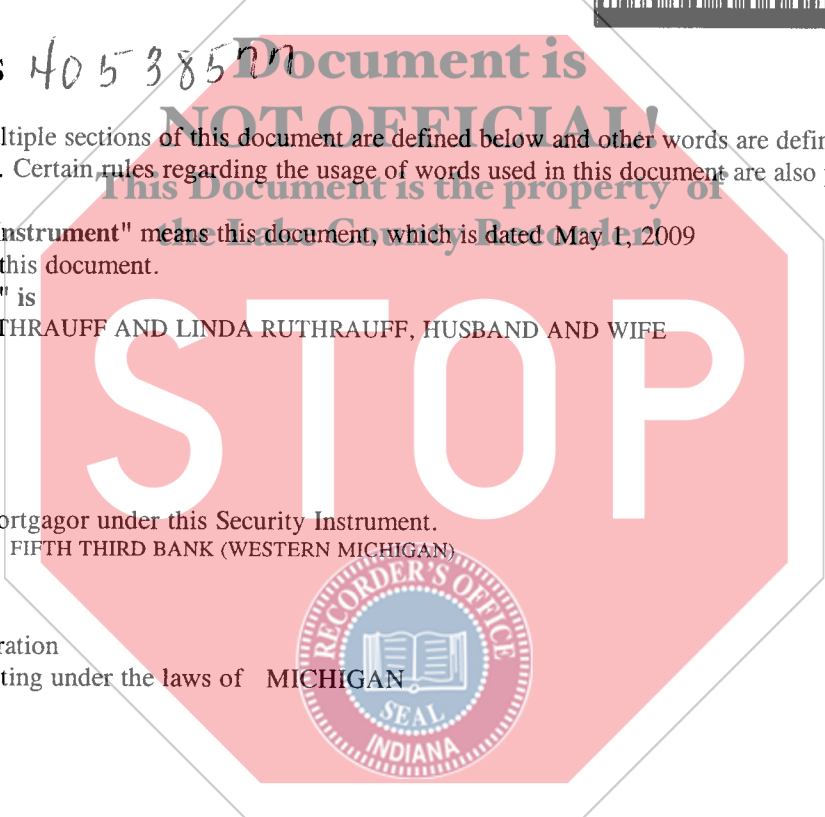 4053850
Document is
NOT OFFICIAL!
ltiple sections of this document are defined below and other words are defin
. Certain rules regarding the usage of words used in this document are also
This Document is the property of
the Lake County Recorder!
nstrument" means this document, which is dated May 1, 2009
this document.
" is
THRAUFF AND LINDA RUTHRAUFF, HUSBAND AND WIFE
STOP
ortgagor under this Security Instrument.
FIFTH THIRD BANK (WESTERN MICHIGAN)
RECORDER'S OFFICE
ration
ting under the laws of MICHIGAN
SEAL
INDIANA